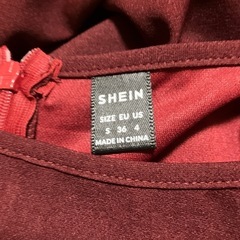 SHEIN
SIZE EU US
S 36 4
MADE IN CHINA